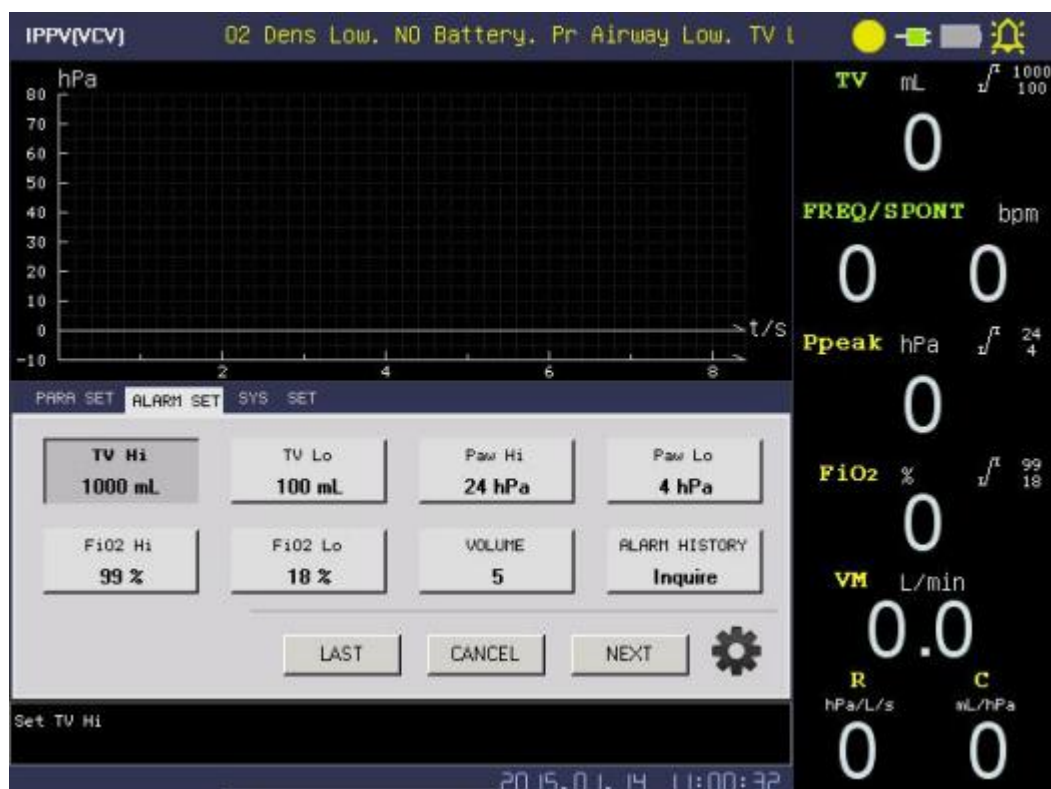 IPPV(VCV) O2 Dens Low. NO Battery. Pr Airway Low. TV L
hPa
80
70
60
50
40
30
20
10
0
-10
t/s
2 4 6 8
PARA SET ALARM SET SYS SET
TV Hi TV Lo Paw Hi Paw Lo
1000 mL 100 mL 24 hPa 4 hPa
FiO2 Hi FiO2 Lo VOLUME ALARM HISTORY
99 % 18 % 5 Inquire
LAST CANCEL NEXT
Set TV Hi
2015.01.14 11:00:32
TV mL 1000
100
0
FREQ/SPONT bpm
0 0
Ppeak hPa 24
4
0
FiO2 % 99
18
0
VM L/min
0.0
R C
hPa/L/s mL/hPa
0 0